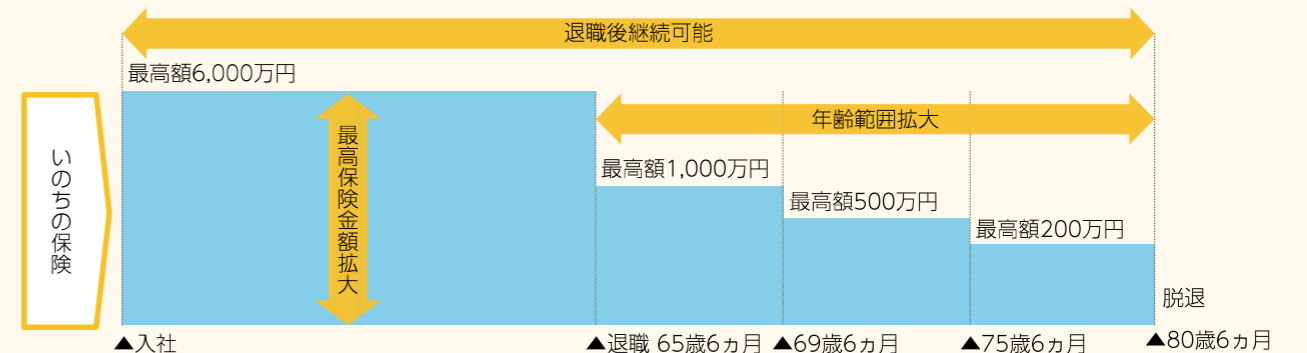 退職後継続可能
最高額6,000万円
年齢範囲拡大
いのちの保険
最高保険金額拡大
最高額1,000万円
最高額500万円
最高額200万円
脱退
▲入社
▲退職 65歳6ヵ月
▲69歳6ヵ月
▲75歳6ヵ月
▲80歳6ヵ月